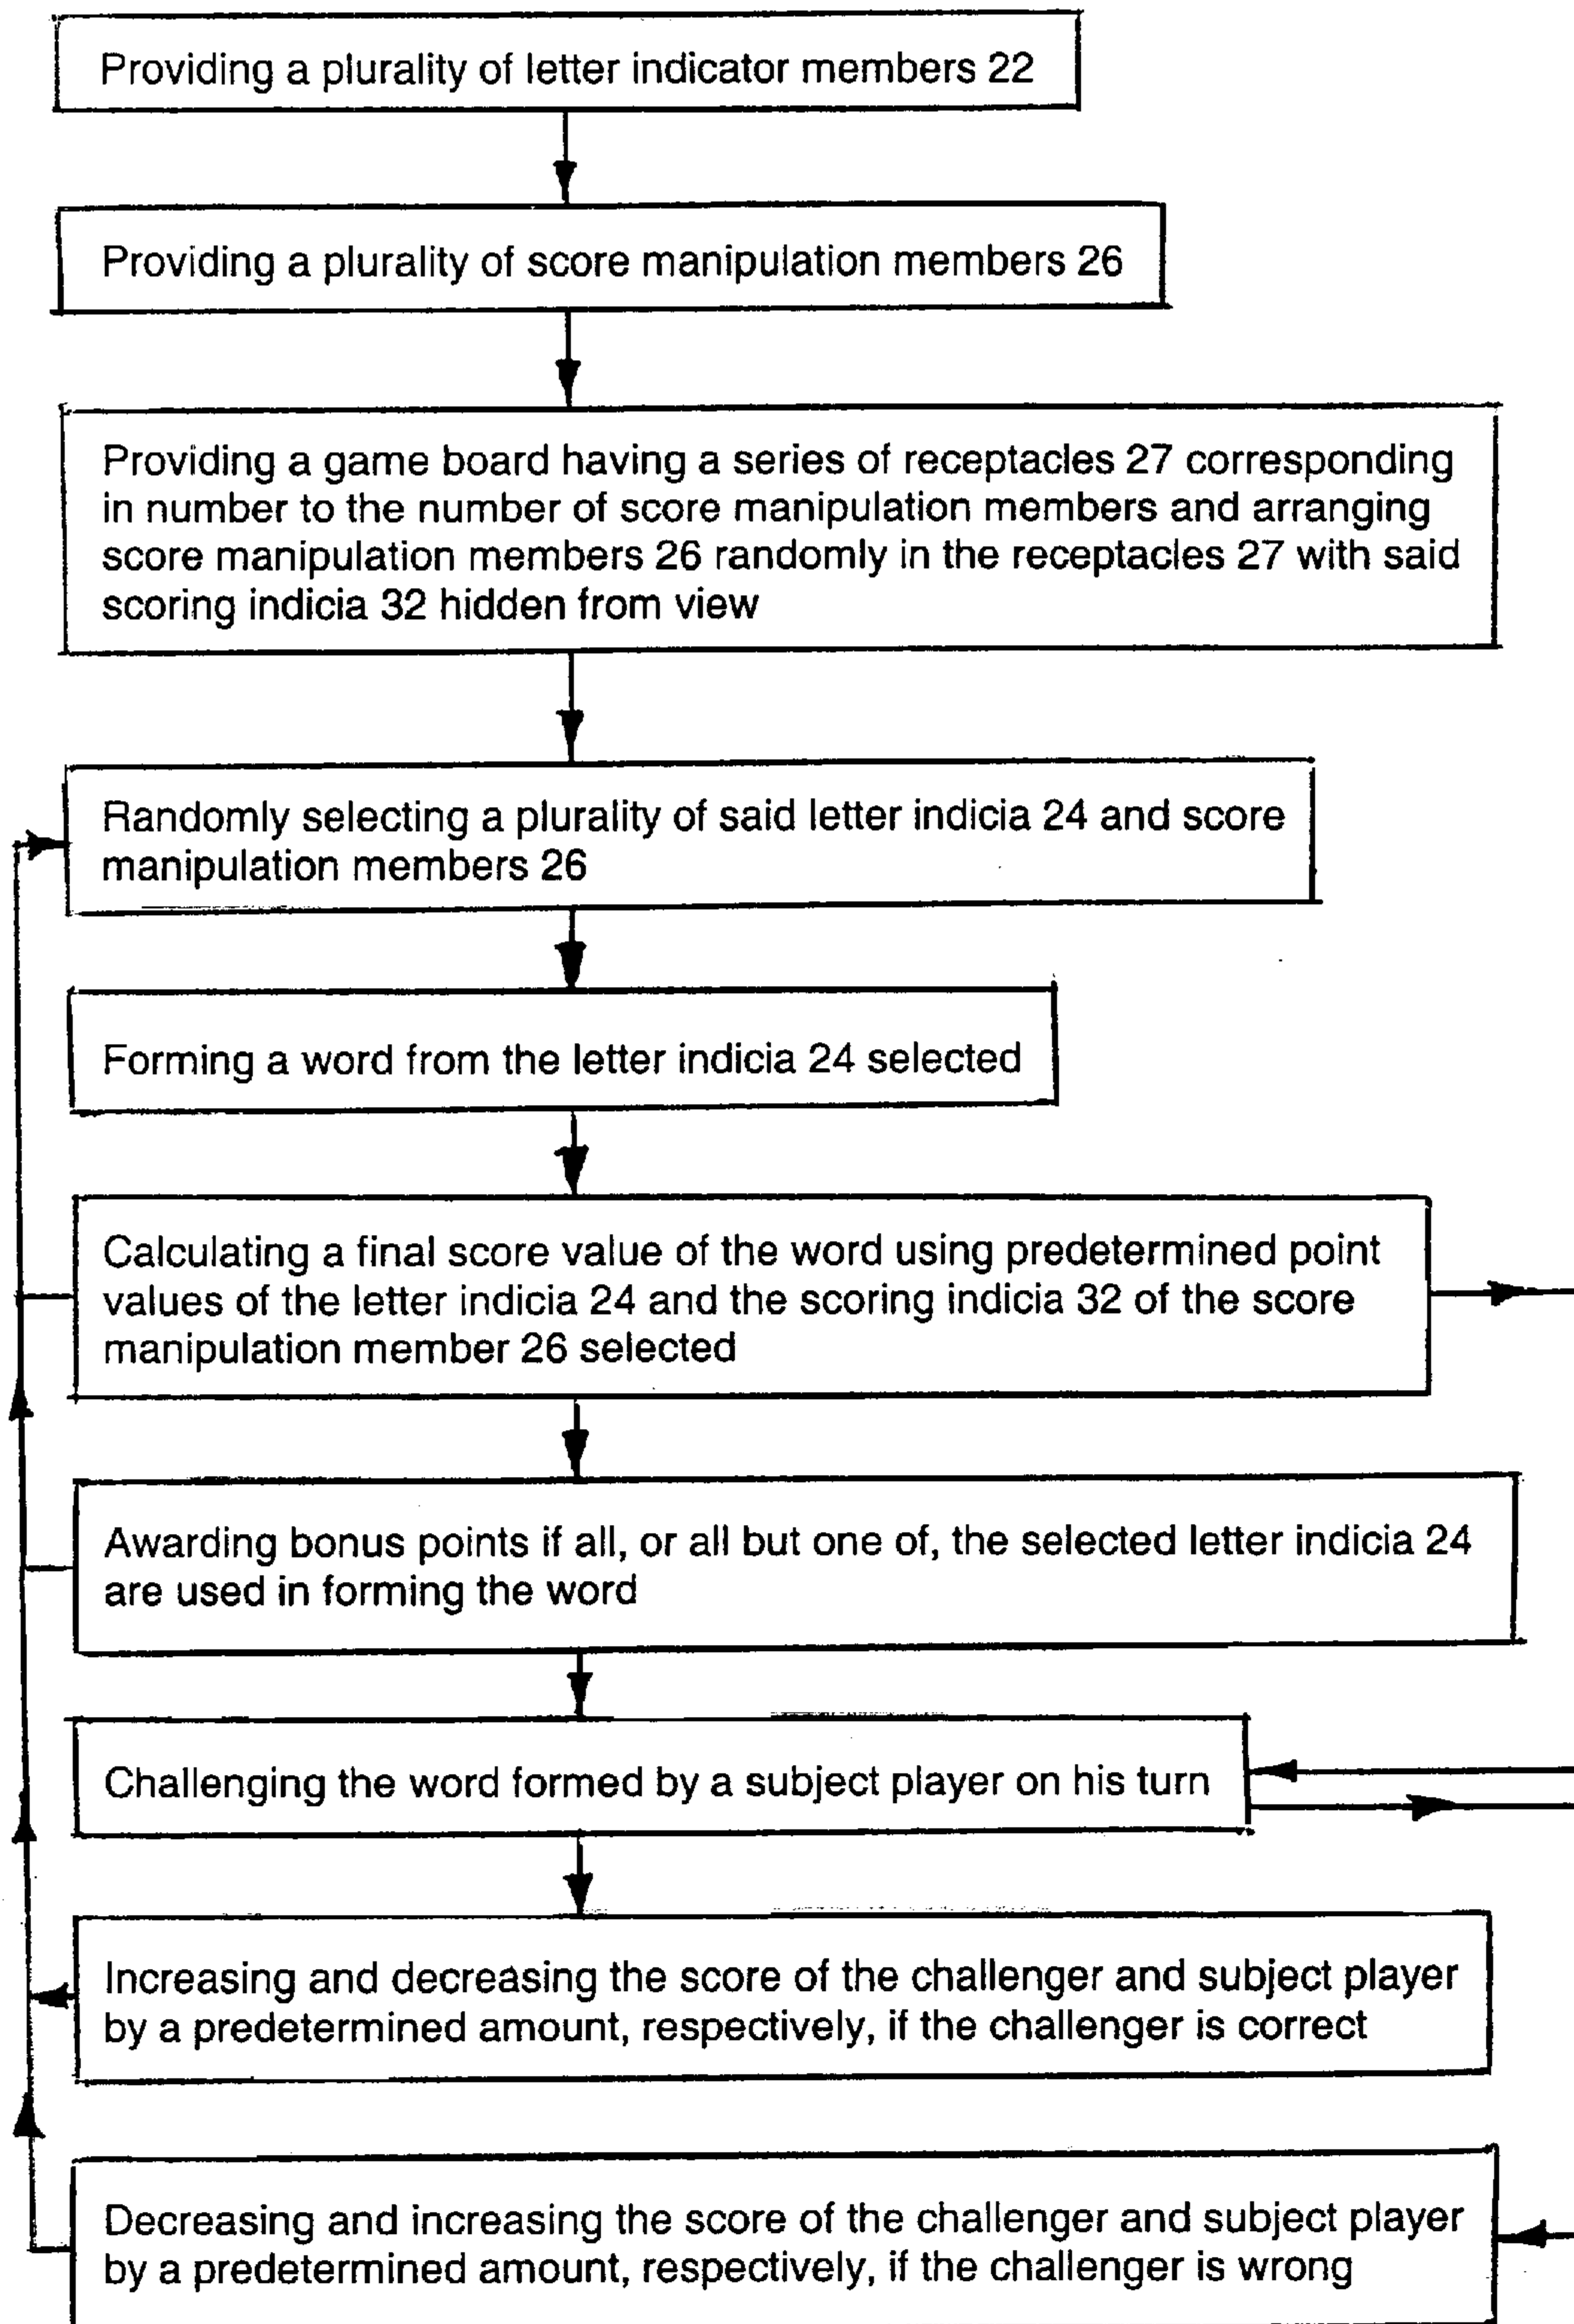 Providing a plurality of letter indicator members 22
Providing a plurality of score manipulation members 26
Providing a game board having a series of receptacles 27 corresponding
in number to the number of score manipulation members and arranging
score manipulation members 26 randomly in the receptacles 27 with said
scoring indicia 32 hidden from view
Randomly selecting a plurality of said letter indicia 24 and score
manipulation members 26
Forming a word from the letter indicia 24 selected
Calculating a final score value of the word using predetermined point
values of the letter indicia 24 and the scoring indicia 32 of the score
manipulation member 26 selected
Awarding bonus points if all, or all but one of, the selected letter indicia 24
are used in forming the word
Challenging the word formed by a subject player on his turn
Increasing and decreasing the score of the challenger and subject player
by a predetermined amount, respectively, if the challenger is correct
Decreasing and increasing the score of the challenger and subject player
by a predetermined amount, respectively, if the challenger is wrong